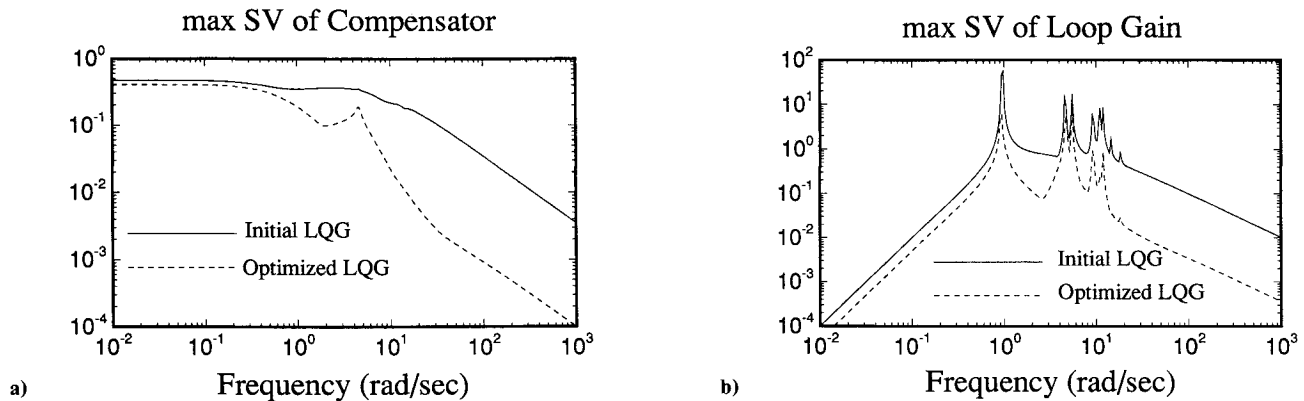 max SV of Compensator
10^0
10^-1
10^-2
10^-3
10^-4
Initial LQG
Optimized LQG
10^-2 10^-1 10^0 10^1 10^2 10^3
a) Frequency (rad/sec)
max SV of Loop Gain
10^2
10^1
10^0
10^-1
10^-2
10^-3
10^-4
Initial LQG
Optimized LQG
10^-2 10^-1 10^0 10^1 10^2 10^3
b) Frequency (rad/sec)